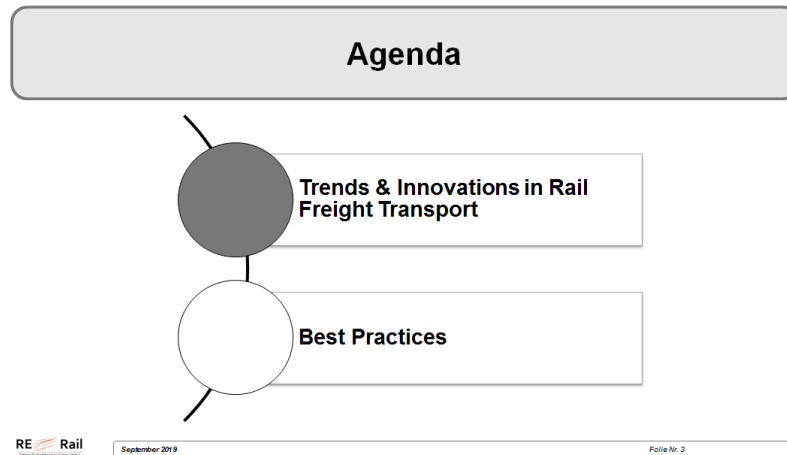 Agenda
Trends & Innovations in Rail
Freight Transport
Best Practices
RE Rail
September 2019
Folie Nr. 3